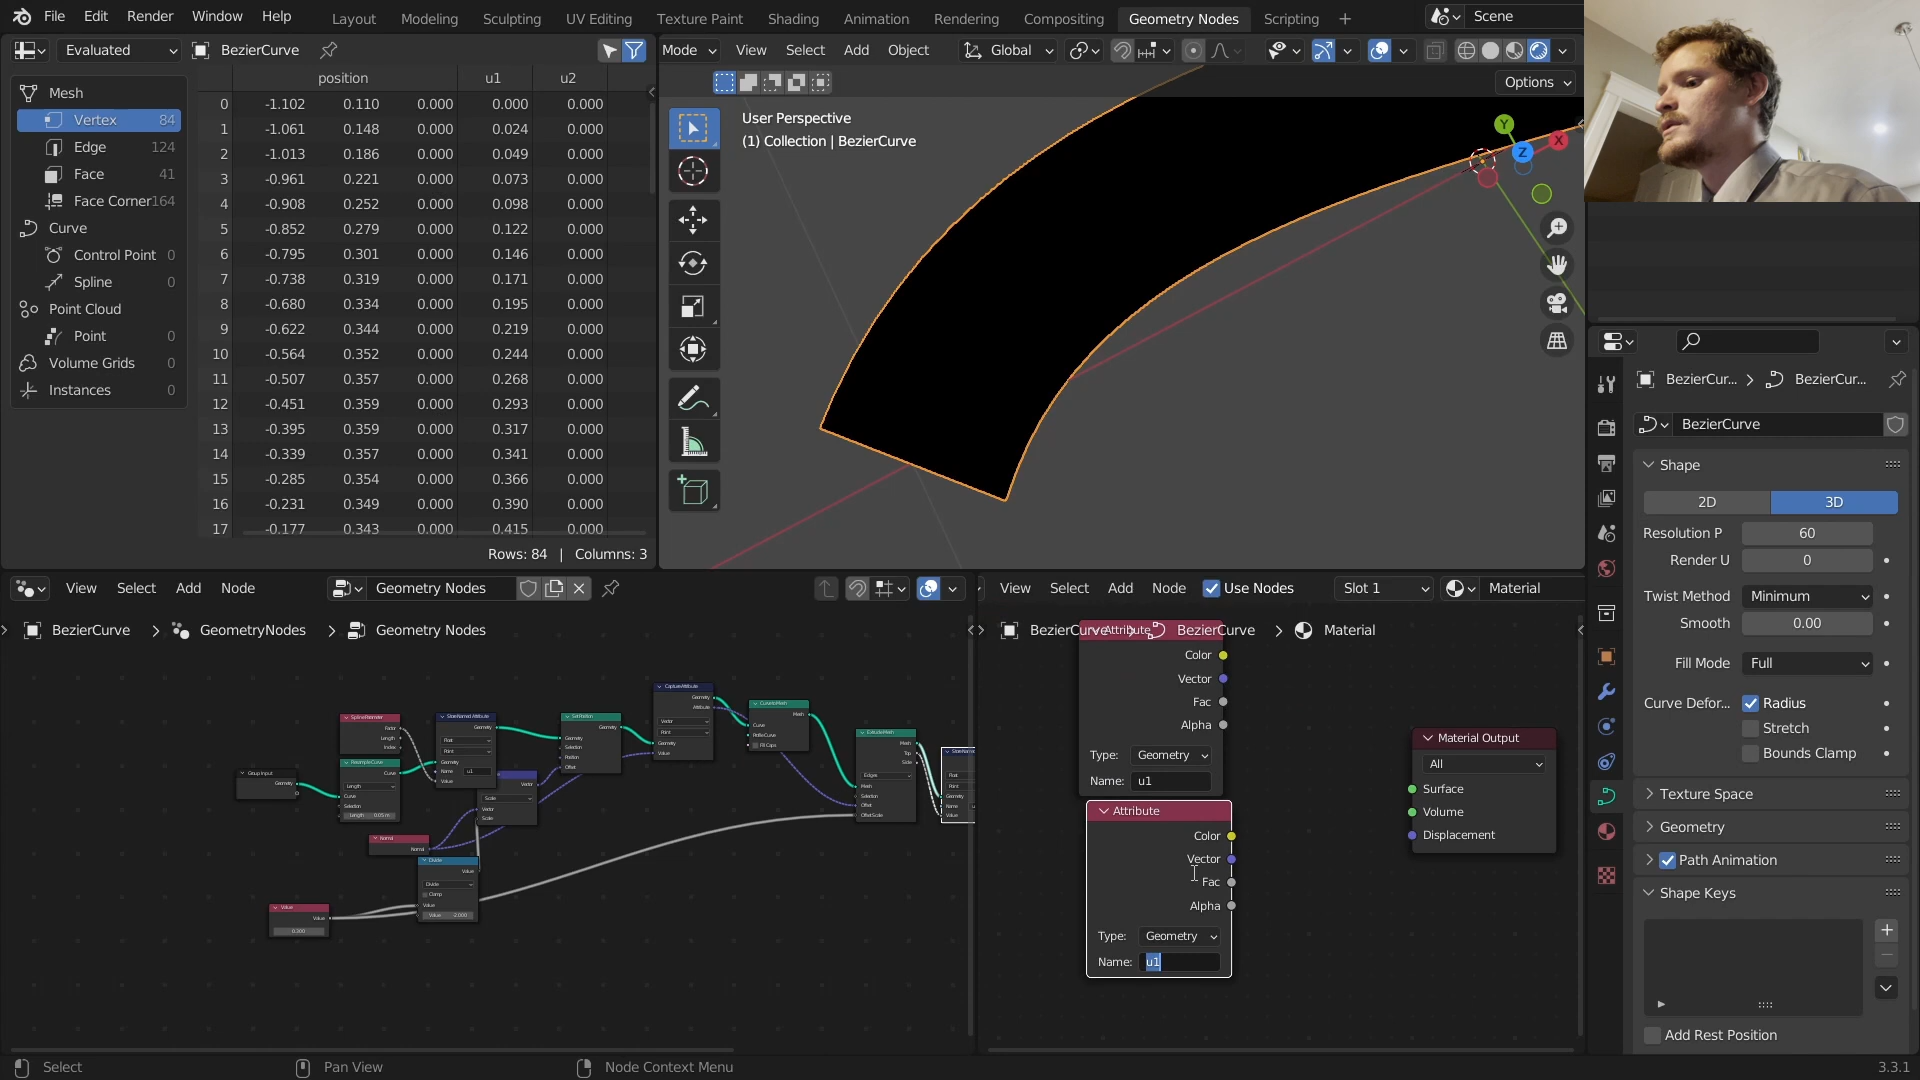 File Edit Render Window Help
Layout Modeling Sculpting UV Editing Texture Paint Shading Animation Rendering Compositing Geometry Nodes Scripting +
Scene
Evaluated
BezierCurve
Mode View Select Add Object
Global
Options
position u1 u2
Mesh
Vertex 84
Edge 124
Face 41
Face Corner 164
Curve
Control Point 0
Spline 0
Point Cloud
Point 0
Volume Grids 0
Instances 0
0 -1.102 0.110 0.000 0.000 0.000
1 -1.061 0.148 0.000 0.024 0.000
2 -1.013 0.186 0.000 0.049 0.000
3 -0.961 0.221 0.000 0.073 0.000
4 -0.908 0.252 0.000 0.098 0.000
5 -0.852 0.279 0.000 0.122 0.000
6 -0.795 0.301 0.000 0.146 0.000
7 -0.738 0.319 0.000 0.171 0.000
8 -0.680 0.334 0.000 0.195 0.000
9 -0.622 0.344 0.000 0.219 0.000
10 -0.564 0.352 0.000 0.244 0.000
11 -0.507 0.357 0.000 0.268 0.000
12 -0.451 0.359 0.000 0.293 0.000
13 -0.395 0.359 0.000 0.317 0.000
14 -0.339 0.357 0.000 0.341 0.000
15 -0.285 0.354 0.000 0.366 0.000
16 -0.231 0.349 0.000 0.390 0.000
17 -0.177 0.343 0.000 0.415 0.000
Rows: 84 | Columns: 3
User Perspective
(1) Collection | BezierCurve
Y
X
Z
BezierCur... > BezierCur...
BezierCurve
Shape
2D 3D
Resolution P 60
Render U 0
Twist Method Minimum
Smooth 0.00
Fill Mode Full
Curve Defor... Radius
Stretch
Bounds Clamp
Texture Space
Geometry
Path Animation
Shape Keys
Add Rest Position
View Select Add Node
Geometry Nodes
BezierCurve > GeometryNodes > Geometry Nodes
Group Input
Geometry
Normal
Normal
Value
Value
0.300
Divide
Value
Divide
Clamp
Value
Value -2.000
View Select Add Node Use Nodes Slot 1 Material
BezierCurve > BezierCurve > Material
Attribute
Color
Vector
Fac
Alpha
Type: Geometry
Name: u1
Attribute
Color
Vector
Fac
Alpha
Type: Geometry
Name: u1
Material Output
All
Surface
Volume
Displacement
Select
Pan View
Node Context Menu
3.3.1